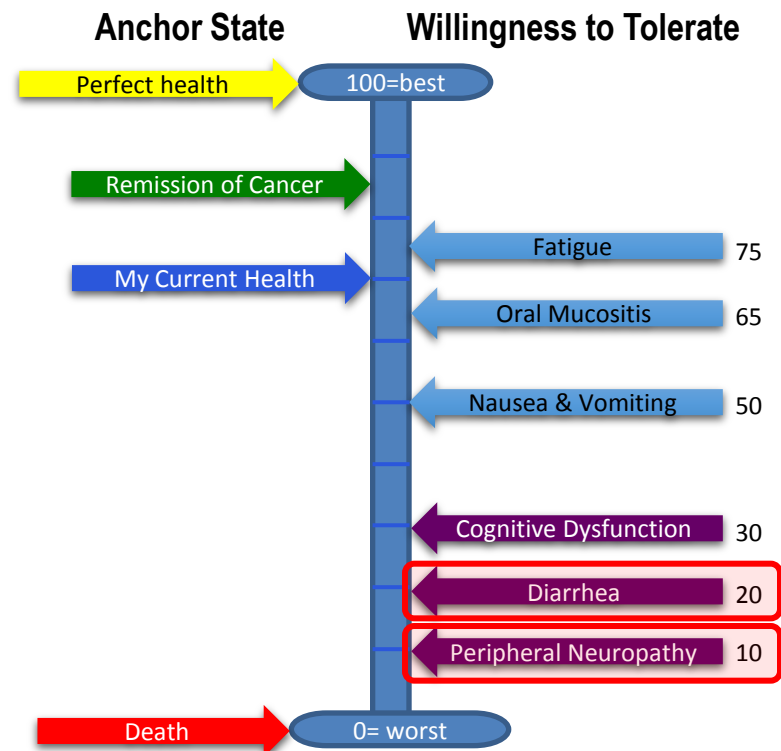 Anchor State
Willingness to Tolerate
Perfect health
100=best
Remission of Cancer
Fatigue
75
My Current Health
Oral Mucositis
65
Nausea & Vomiting
50
Cognitive Dysfunction
30
Diarrhea
20
Peripheral Neuropathy
10
Death
0= worst